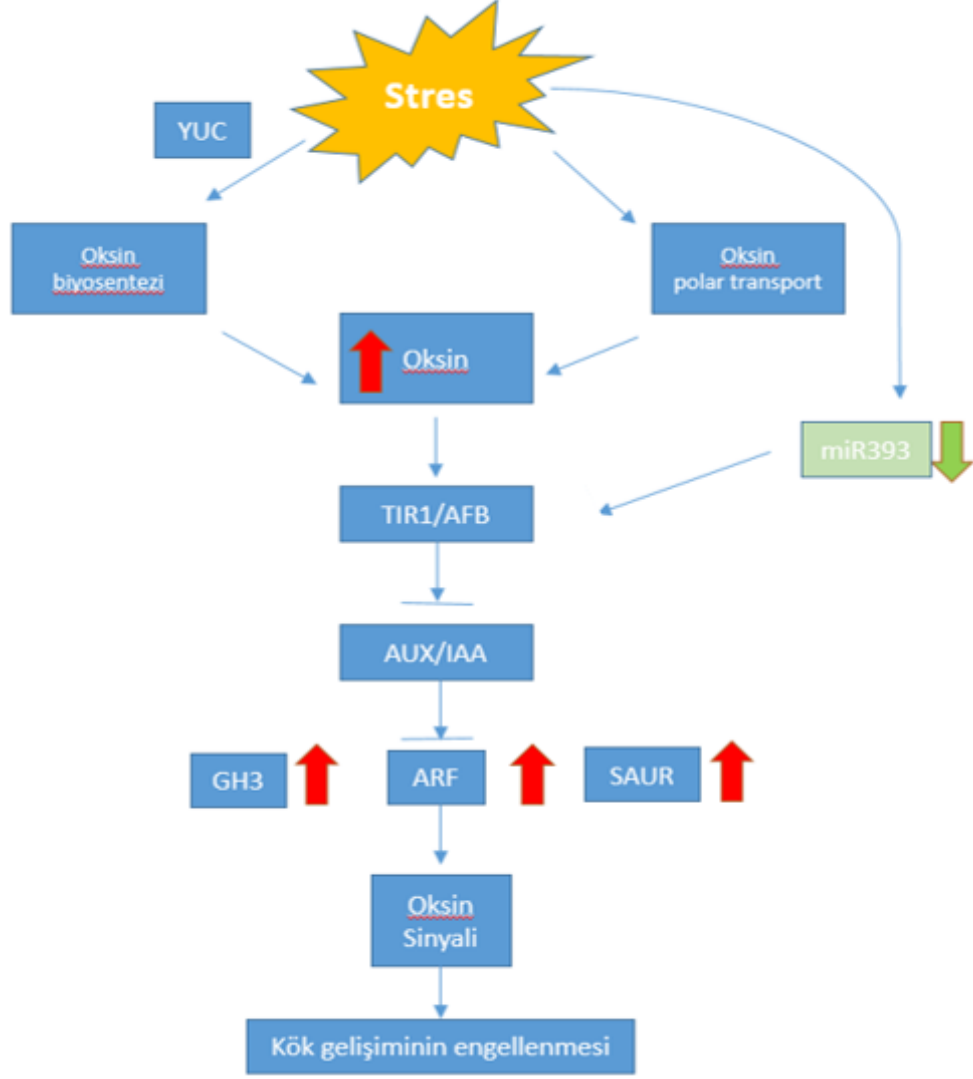 Stres
YUC
Oksin
biyosentezi
Oksin
polar transport
Oksin
miR393
TIR1/AFB
AUX/IAA
GH3
ARF
SAUR
Oksin
Sinyali
Kök gelişiminin engellenmesi